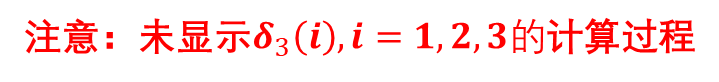 注意：未显示δ₃(i), i = 1, 2, 3的计算过程